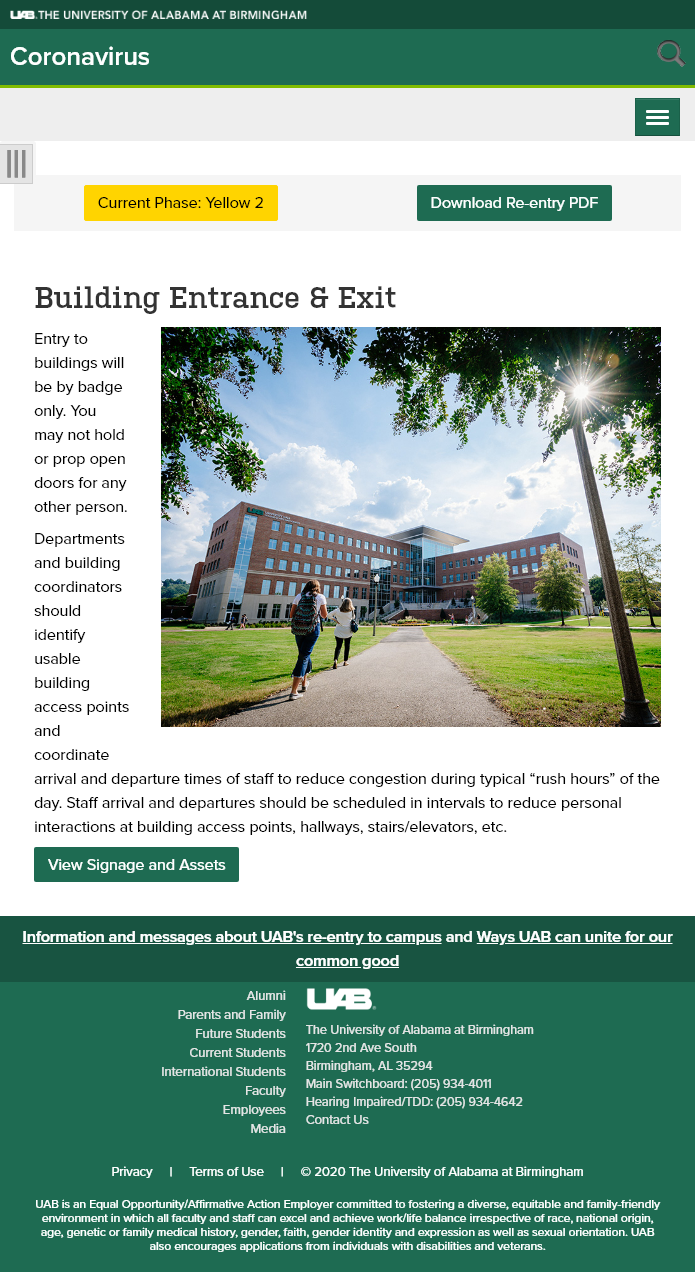 UAB THE UNIVERSITY OF ALABAMA AT BIRMINGHAM
Coronavirus
Current Phase: Yellow 2
Download Re-entry PDF
Building Entrance & Exit
Entry to
buildings will
be by badge
only. You
may not hold
or prop open
doors for any
other person.
Departments
and building
coordinators
should
identify
usable
building
access points
and
coordinate
arrival and departure times of staff to reduce congestion during typical “rush hours” of the
day. Staff arrival and departures should be scheduled in intervals to reduce personal
interactions at building access points, hallways, stairs/elevators, etc.
UAB
View Signage and Assets
Information and messages about UAB's re-entry to campus and Ways UAB can unite for our
common good
Alumni
Parents and Family
Future Students
Current Students
International Students
Faculty
Employees
Media
UAB
The University of Alabama at Birmingham
1720 2nd Ave South
Birmingham, AL 35294
Main Switchboard: (205) 934-4011
Hearing Impaired/TDD: (205) 934-4642
Contact Us
Privacy | Terms of Use | © 2020 The University of Alabama at Birmingham
UAB is an Equal Opportunity/Affirmative Action Employer committed to fostering a diverse, equitable and family-friendly
environment in which all faculty and staff can excel and achieve work/life balance irrespective of race, national origin,
age, genetic or family medical history, gender, faith, gender identity and expression as well as sexual orientation. UAB
also encourages applications from individuals with disabilities and veterans.